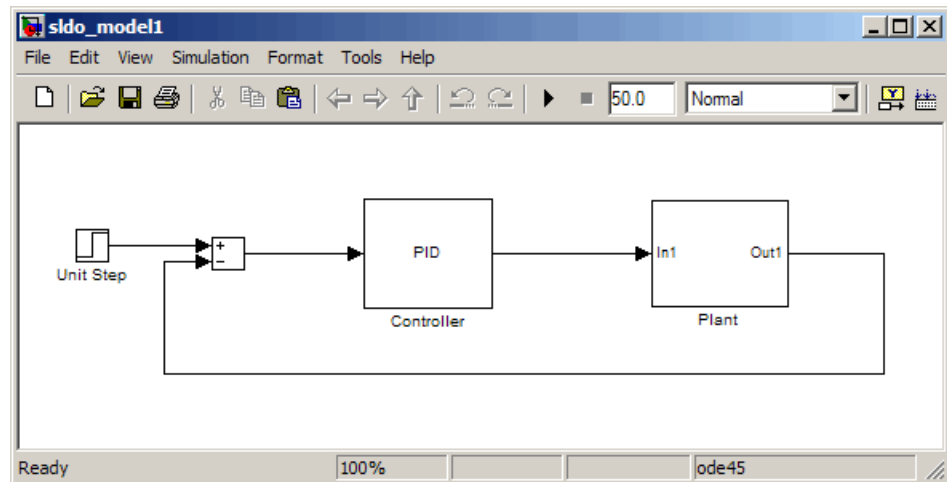 sldo_model1
File Edit View Simulation Format Tools Help
50.0 Normal
Unit Step
+
−
PID
Controller
In1 Out1
Plant
Ready 100% ode45